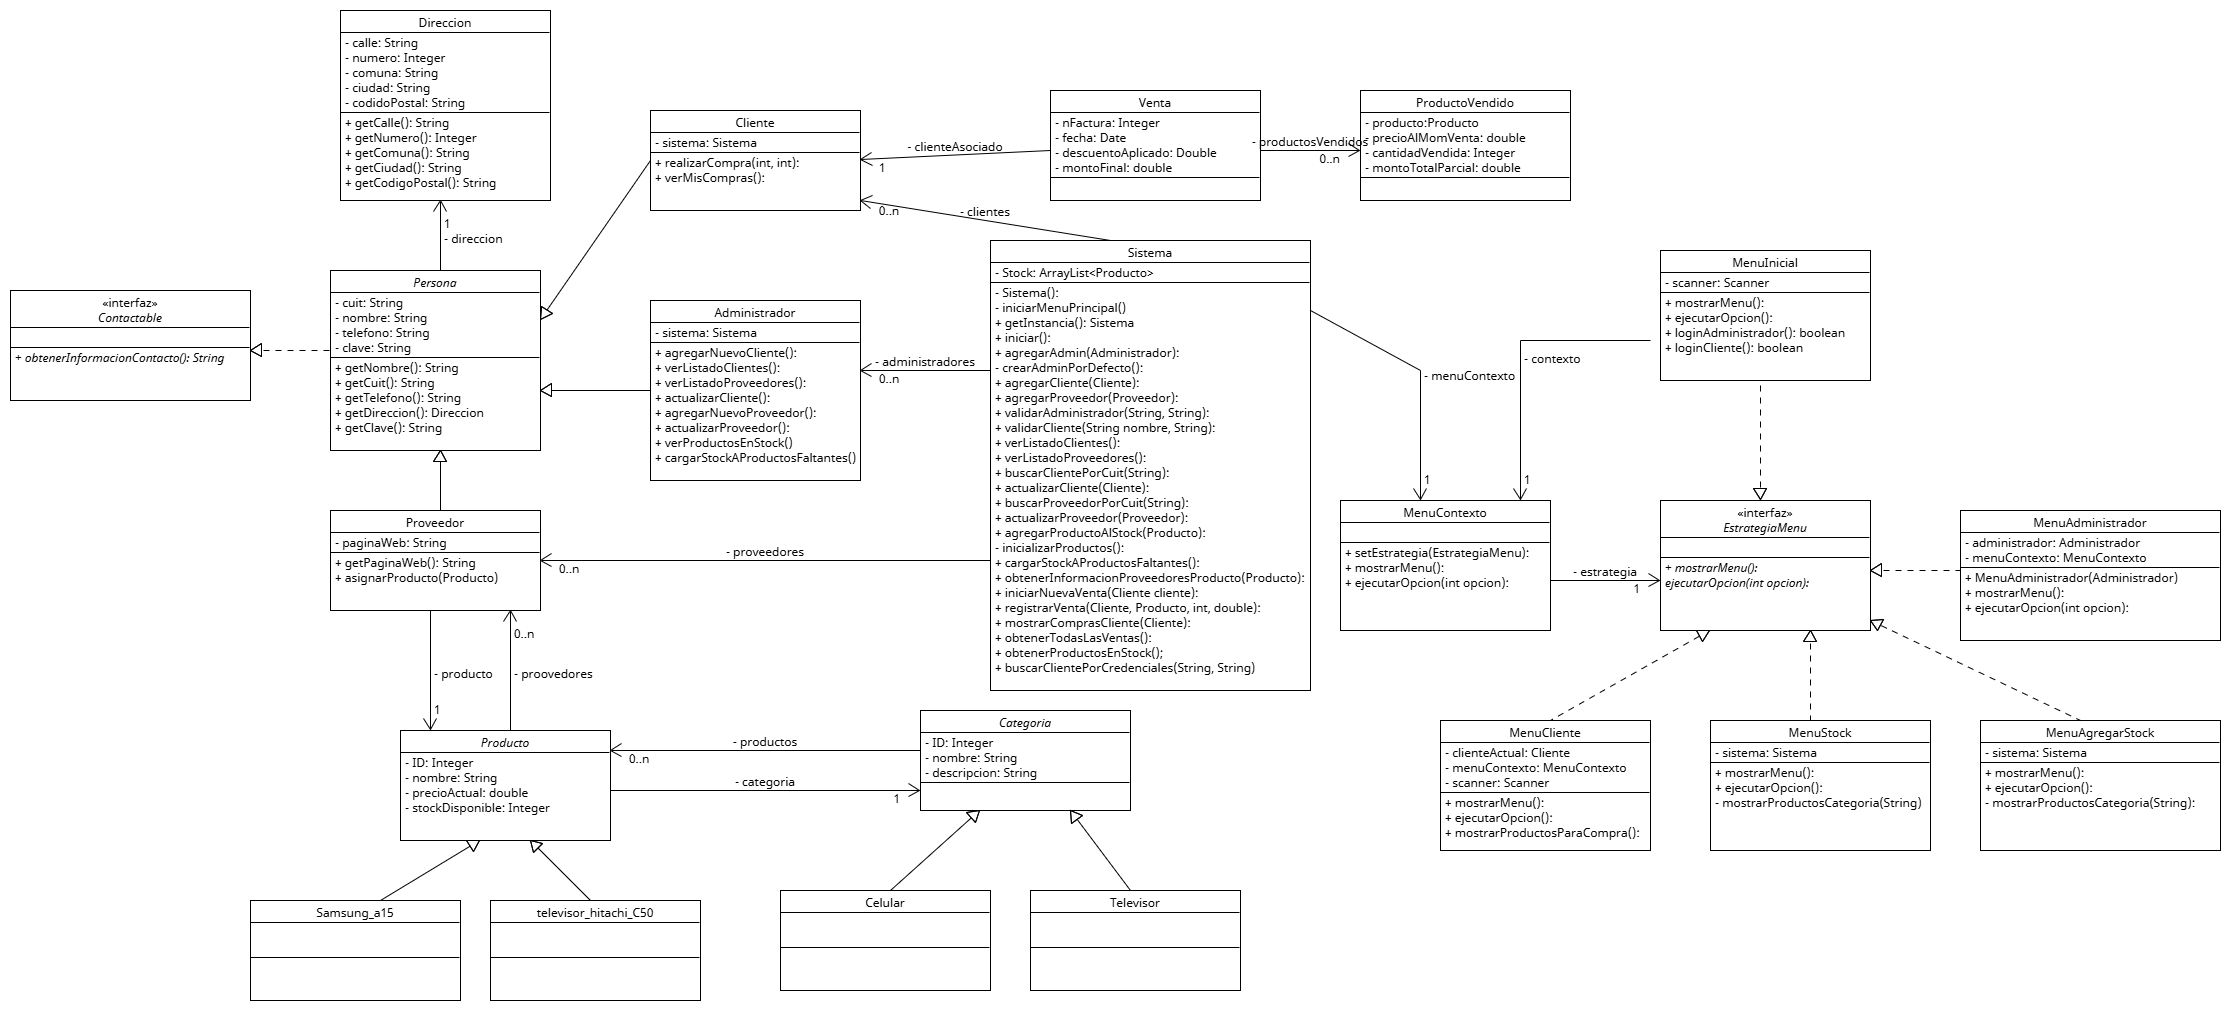 Direccion
- calle: String
- numero: Integer
- comuna: String
- ciudad: String
- codidoPostal: String
+ getCalle(): String
+ getNumero(): Integer
+ getComuna(): String
+ getCiudad(): String
+ getCodigoPostal(): String
1
- direccion
«interfaz»
Contactable
+ obtenerInformacionContacto(): String
Persona
- cuit: String
- nombre: String
- telefono: String
- clave: String
+ getNombre(): String
+ getCuit(): String
+ getTelefono(): String
+ getDireccion(): Direccion
+ getClave(): String
Cliente
- sistema: Sistema
+ realizarCompra(int, int):
+ verMisCompras():
- clienteAsociado
1
Venta
- nFactura: Integer
- fecha: Date
- descuentoAplicado: Double
- montoFinal: double
- productosVendidos
0..n
ProductoVendido
- producto:Producto
- precioAlMomVenta: double
- cantidadVendida: Integer
- montoTotalParcial: double
- clientes
0..n
Administrador
- sistema: Sistema
+ agregarNuevoCliente():
+ verListadoClientes():
+ verListadoProveedores():
+ actualizarCliente():
+ agregarNuevoProveedor():
+ actualizarProveedor():
+ verProductosEnStock()
+ cargarStockAProductosFaltantes()
- administradores
0..n
Sistema
- Stock: ArrayList<Producto>
- Sistema():
- iniciarMenuPrincipal()
+ getInstancia(): Sistema
+ iniciar():
+ agregarAdmin(Administrador):
- crearAdminPorDefecto():
+ agregarCliente(Cliente):
+ agregarProveedor(Proveedor):
+ validarAdministrador(String, String):
+ validarCliente(String nombre, String):
+ verListadoClientes():
+ verListadoProveedores():
+ buscarClientePorCuit(String):
+ actualizarCliente(Cliente):
+ buscarProveedorPorCuit(String):
+ actualizarProveedor(Proveedor):
+ agregarProductoAlStock(Producto):
- inicializarProductos():
+ cargarStockAProductosFaltantes():
+ obtenerInformacionProveedoresProducto(Producto):
+ iniciarNuevaVenta(Cliente cliente):
+ registrarVenta(Cliente, Producto, int, double):
+ mostrarComprasCliente(Cliente):
+ obtenerTodasLasVentas():
+ obtenerProductosEnStock();
+ buscarClientePorCredenciales(String, String)
- menuContexto
1
- contexto
1
MenuInicial
- scanner: Scanner
+ mostrarMenu():
+ ejecutarOpcion():
+ loginAdministrador(): boolean
+ loginCliente(): boolean
MenuContexto
+ setEstrategia(EstrategiaMenu):
+ mostrarMenu():
+ ejecutarOpcion(int opcion):
- estrategia
1
«interfaz»
EstrategiaMenu
+ mostrarMenu():
ejecutarOpcion(int opcion):
MenuAdministrador
- administrador: Administrador
- menuContexto: MenuContexto
+ MenuAdministrador(Administrador)
+ mostrarMenu():
+ ejecutarOpcion(int opcion):
Proveedor
- paginaWeb: String
+ getPaginaWeb(): String
+ asignarProducto(Producto)
- proveedores
0..n
- producto
1
0..n
- proovedores
Producto
- ID: Integer
- nombre: String
- precioActual: double
- stockDisponible: Integer
- productos
0..n
- categoria
1
Categoria
- ID: Integer
- nombre: String
- descripcion: String
MenuCliente
- clienteActual: Cliente
- menuContexto: MenuContexto
- scanner: Scanner
+ mostrarMenu():
+ ejecutarOpcion():
+ mostrarProductosParaCompra():
MenuStock
- sistema: Sistema
+ mostrarMenu():
+ ejecutarOpcion():
- mostrarProductosCategoria(String)
MenuAgregarStock
- sistema: Sistema
+ mostrarMenu():
+ ejecutarOpcion():
- mostrarProductosCategoria(String):
Samsung_a15
televisor_hitachi_C50
Celular
Televisor